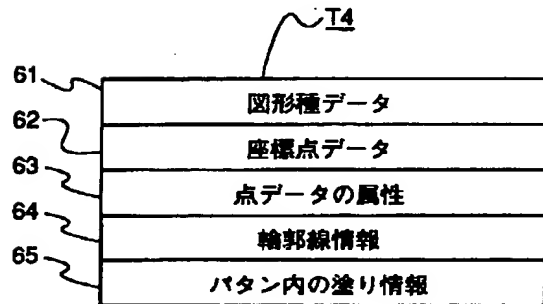 T4
61
図形種データ
62
座標点データ
63
点データの属性
64
輪郭線情報
65
パタン内の塗り情報